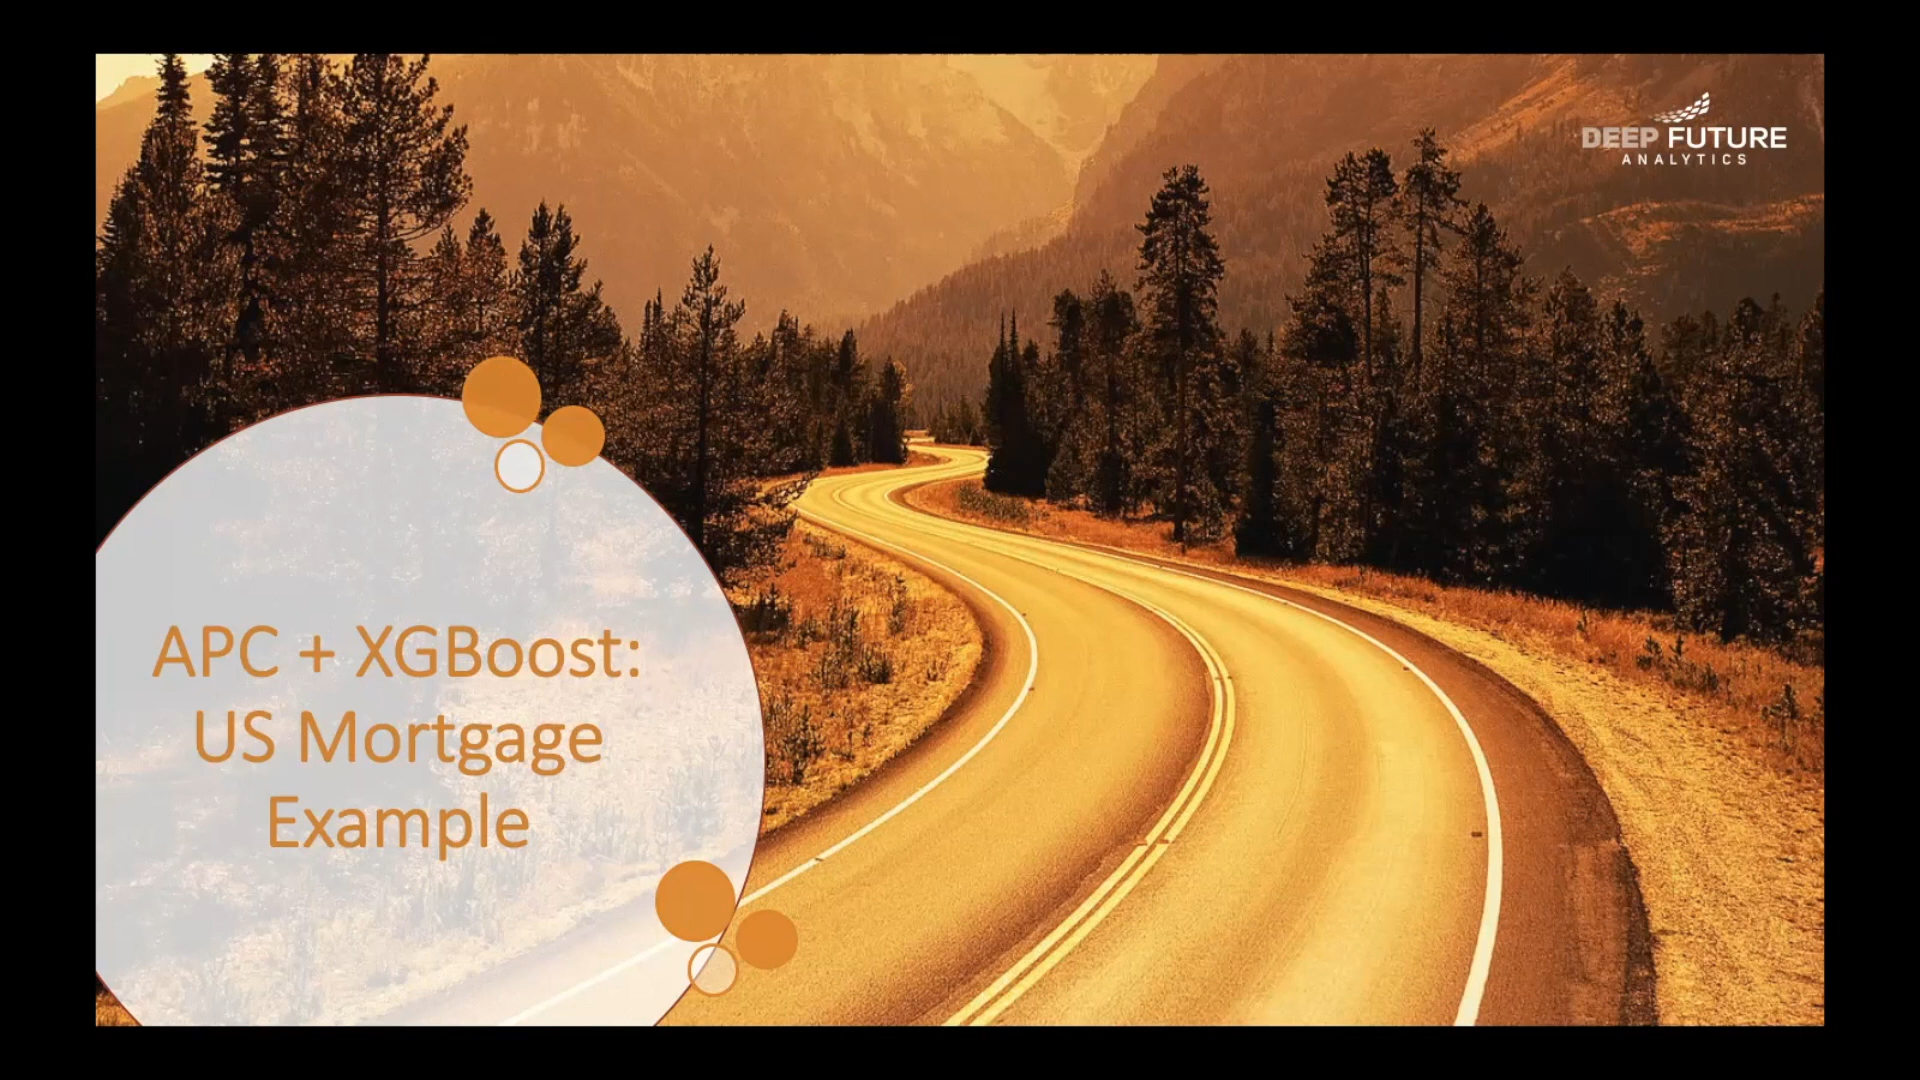 DEEP FUTURE
ANALYTICS
APC + XGBoost:
US Mortgage
Example